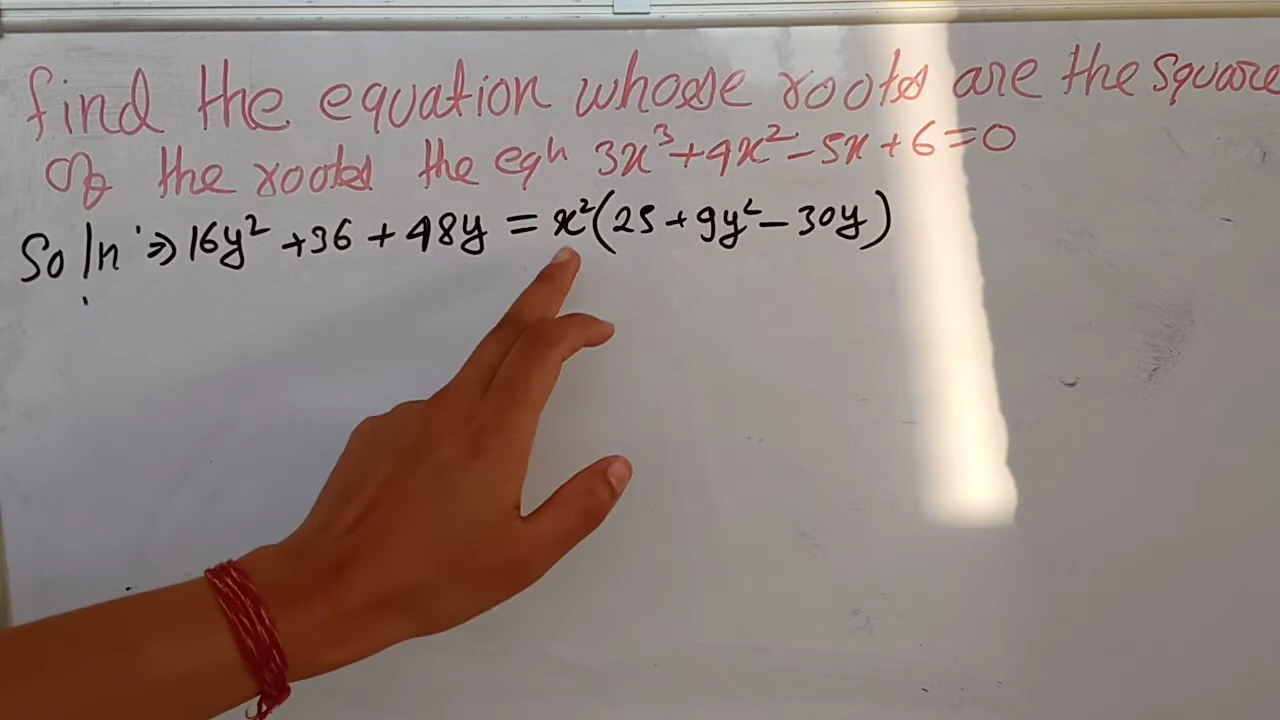 find the equation whose roots are the square
Of the roots the eqn 3x³+4x²-5x+6=0
Soln ⇒ 16y² +36 + 48y = x²(25 + 9y² - 30y)